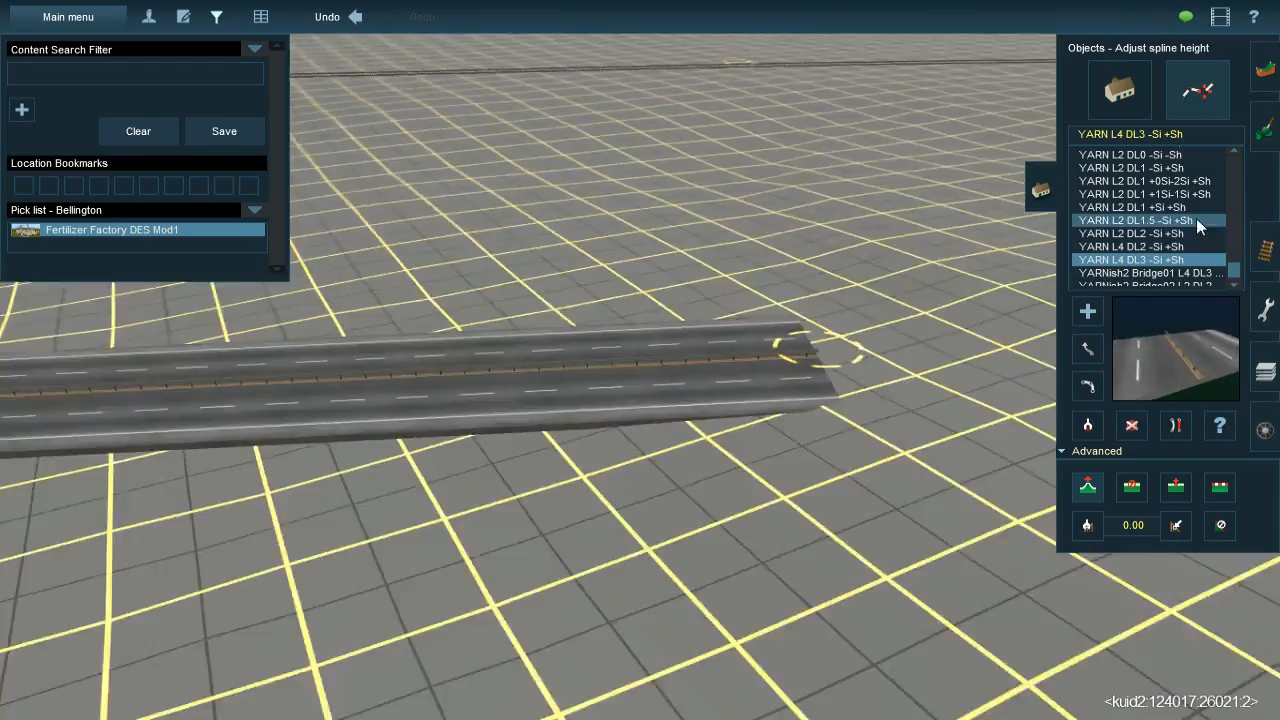 Main menu
Undo
Redo
?
Content Search Filter
Clear
Save
Location Bookmarks
Pick list - Bellington
Fertilizer Factory DES Mod1
Objects - Adjust spline height
YARN L4 DL3 -Si +Sh
YARN L2 DL0 -Si -Sh
YARN L2 DL1 -Si +Sh
YARN L2 DL1 +0Si-2Si +Sh
YARN L2 DL1 +1Si-1Si +Sh
YARN L2 DL1 +Si +Sh
YARN L2 DL1.5 -Si +Sh
YARN L2 DL2 -Si +Sh
YARN L4 DL2 -Si +Sh
YARN L4 DL3 -Si +Sh
YARNish2 Bridge01 L4 DL3 ...
YARNish2 Bridge02 L2 DL2
?
Advanced
0.00
<kuid2:124017:26021:2>